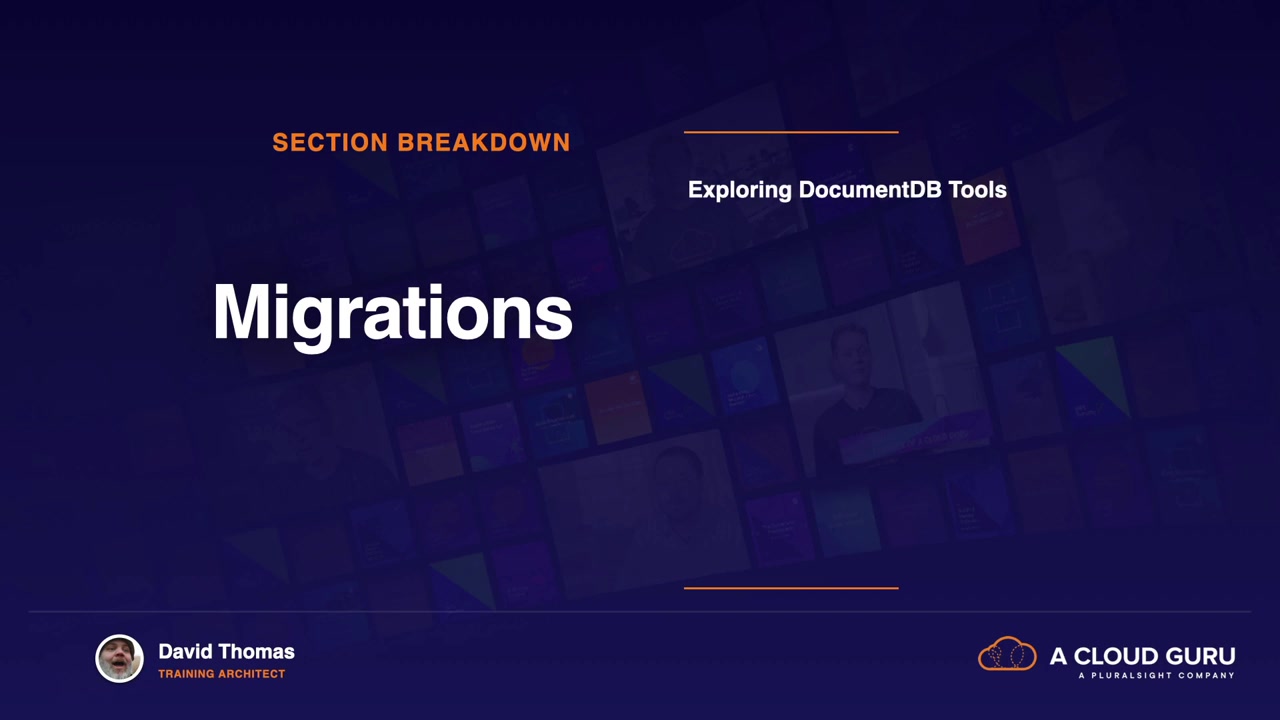 SECTION BREAKDOWN
Migrations
Exploring DocumentDB Tools
David Thomas
TRAINING ARCHITECT
A CLOUD GURU
A PLURALSIGHT COMPANY